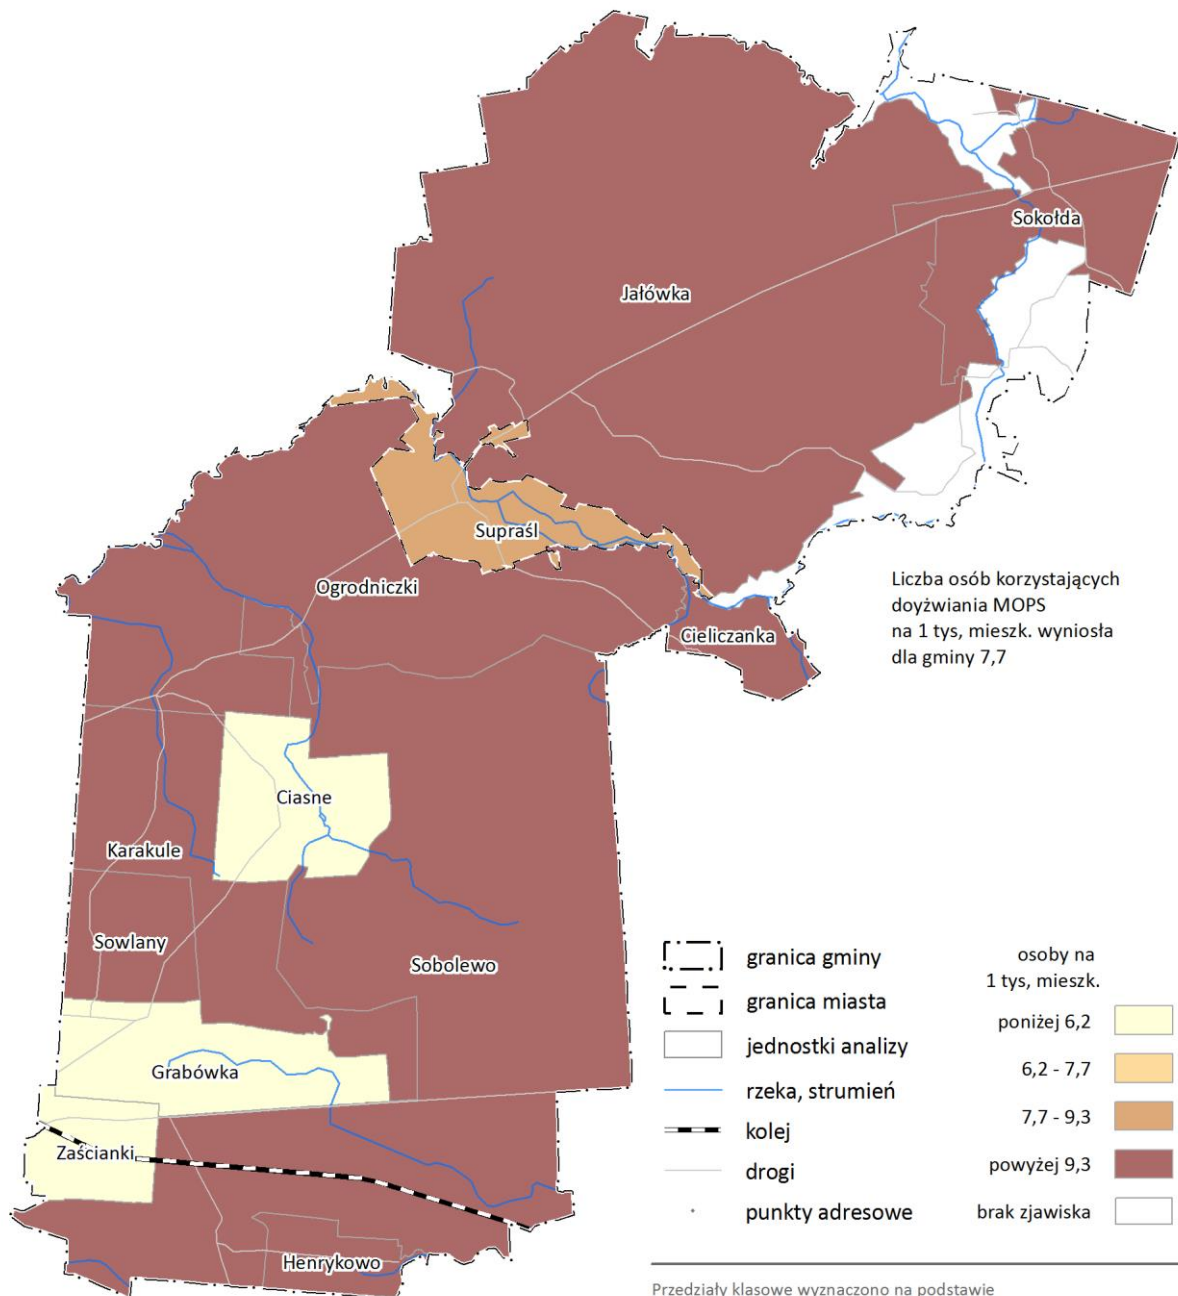 Sokołda
Jałówka
Supraśl
Ogrodniczki
Cieliczanka
Liczba osób korzystających
doyżwiania MOPS
na 1 tys, mieszk. wyniosła
dla gminy 7,7
Ciasne
Karakule
Sowlany
Sobolewo
Grabówka
Zaścianki
Henrykowo
granica gminy
granica miasta
jednostki analizy
rzeka, strumień
kolej
drogi
punkty adresowe
osoby na
1 tys, mieszk.
poniżej 6,2
6,2 - 7,7
7,7 - 9,3
powyżej 9,3
brak zjawiska
Przedziały klasowe wyznaczono na podstawie